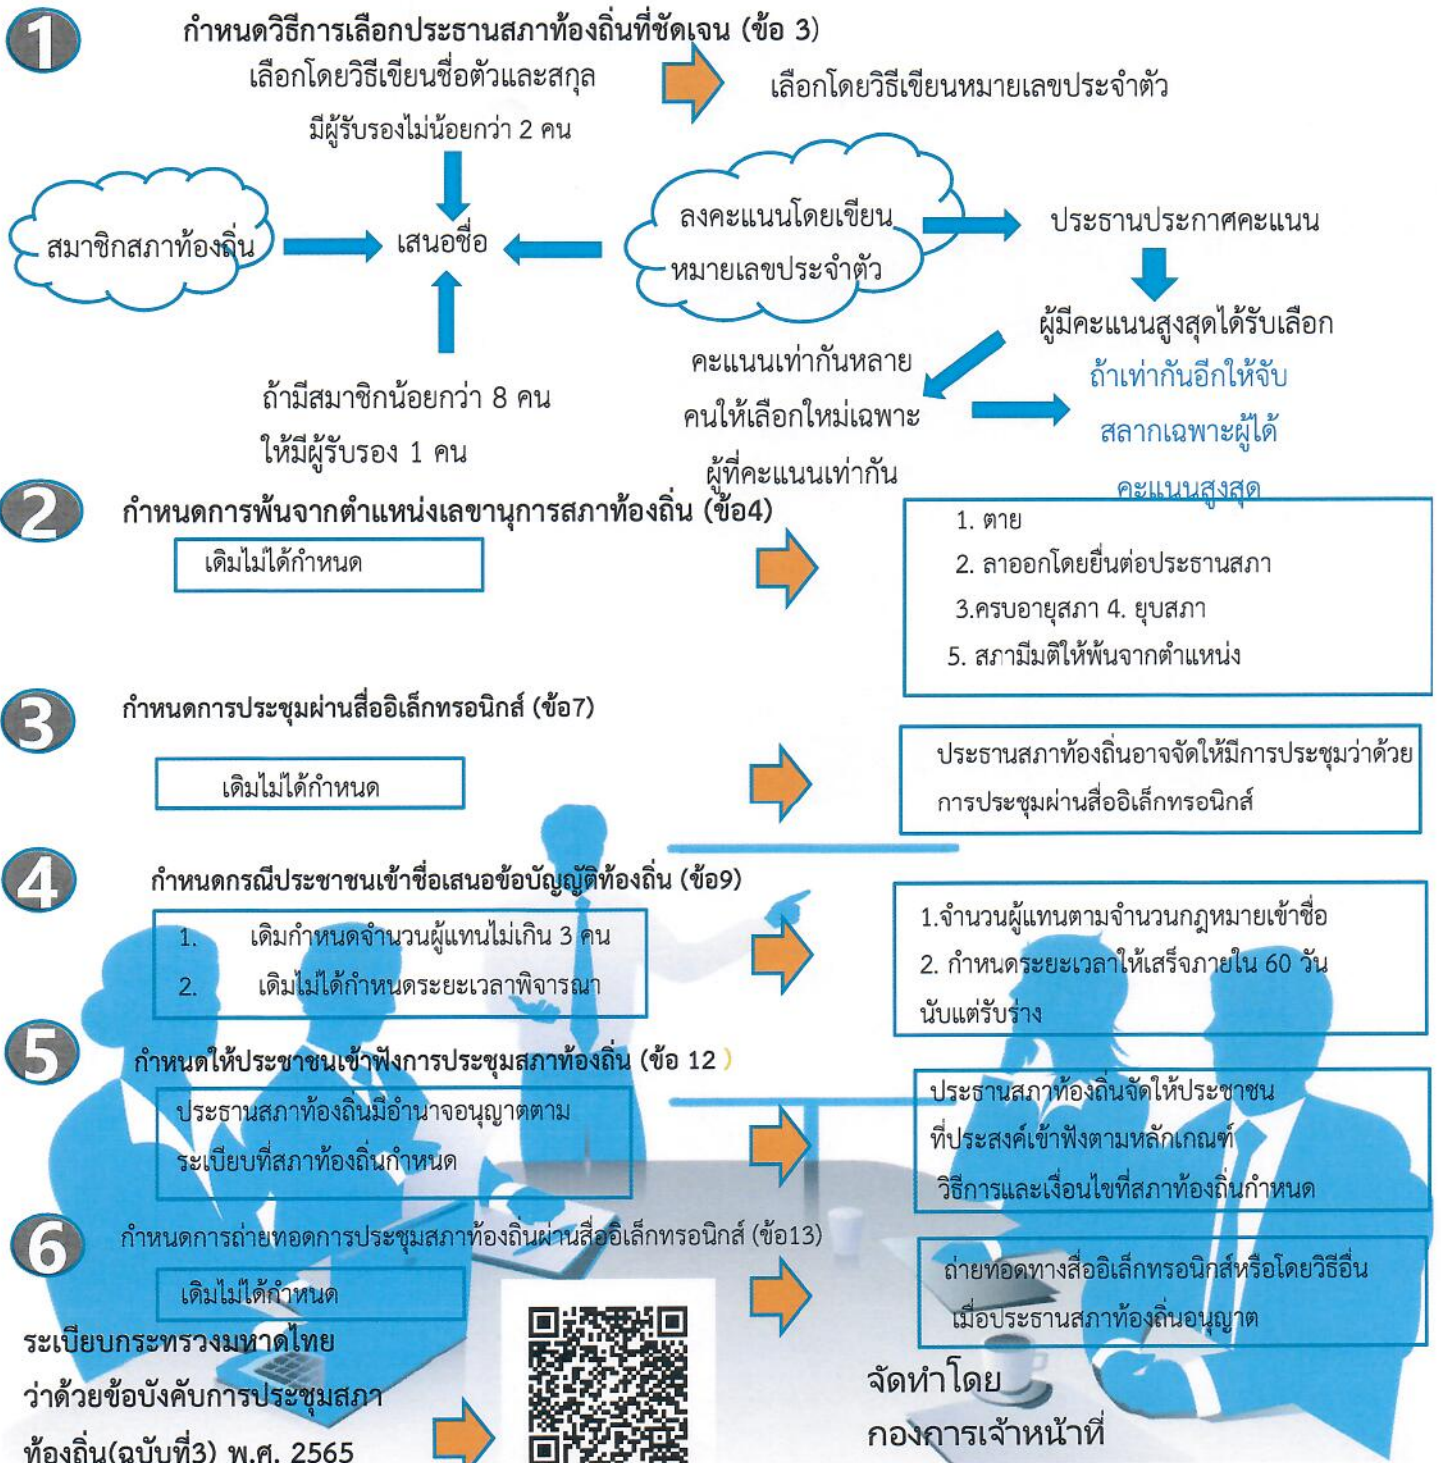 1
กำหนดวิธีการเลือกประธานสภาท้องถิ่นที่ชัดเจน (ข้อ 3)
เลือกโดยวิธีเขียนชื่อตัวและสกุล
เลือกโดยวิธีเขียนหมายเลขประจำตัว
มีผู้รับรองไม่น้อยกว่า 2 คน
สมาชิกสภาท้องถิ่น
เสนอชื่อ
ลงคะแนนโดยเขียน
หมายเลขประจำตัว
ประธานประกาศคะแนน
ผู้มีคะแนนสูงสุดได้รับเลือก
ถ้ามีสมาชิกน้อยกว่า 8 คน
ให้มีผู้รับรอง 1 คน
คะแนนเท่ากันหลาย
คนให้เลือกใหม่เฉพาะ
ผู้ที่คะแนนเท่ากัน
ถ้าเท่ากันอีกให้จับ
สลากเฉพาะผู้ได้
คะแนนสูงสุด
2
กำหนดการพ้นจากตำแหน่งเลขานุการสภาท้องถิ่น (ข้อ4)
เดิมไม่ได้กำหนด
1. ตาย
2. ลาออกโดยยื่นต่อประธานสภา
3.ครบอายุสภา 4. ยุบสภา
5. สภามีมติให้พ้นจากตำแหน่ง
3
กำหนดการประชุมผ่านสื่ออิเล็กทรอนิกส์ (ข้อ7)
เดิมไม่ได้กำหนด
ประธานสภาท้องถิ่นอาจจัดให้มีการประชุมว่าด้วย
การประชุมผ่านสื่ออิเล็กทรอนิกส์
4
กำหนดกรณีประชาชนเข้าชื่อเสนอข้อบัญญัติท้องถิ่น (ข้อ9)
1. เดิมกำหนดจำนวนผู้แทนไม่เกิน 3 คน
2. เดิมไม่ได้กำหนดระยะเวลาพิจารณา
1.จำนวนผู้แทนตามจำนวนกฎหมายเข้าชื่อ
2. กำหนดระยะเวลาให้เสร็จภายใน 60 วัน
นับแต่รับร่าง
5
กำหนดให้ประชาชนเข้าฟังการประชุมสภาท้องถิ่น (ข้อ 12 )
ประธานสภาท้องถิ่นมีอำนาจอนุญาตตาม
ระเบียบที่สภาท้องถิ่นกำหนด
ประธานสภาท้องถิ่นจัดให้ประชาชน
ที่ประสงค์เข้าฟังตามหลักเกณฑ์
วิธีการและเงื่อนไขที่สภาท้องถิ่นกำหนด
6
กำหนดการถ่ายทอดการประชุมสภาท้องถิ่นผ่านสื่ออิเล็กทรอนิกส์ (ข้อ13)
เดิมไม่ได้กำหนด
ถ่ายทอดทางสื่ออิเล็กทรอนิกส์หรือโดยวิธีอื่น
เมื่อประธานสภาท้องถิ่นอนุญาต
ระเบียบกระทรวงมหาดไทย
ว่าด้วยข้อบังคับการประชุมสภา
ท้องถิ่น(ฉบับที่3) พ.ศ. 2565
จัดทำโดย
กองการเจ้าหน้าที่